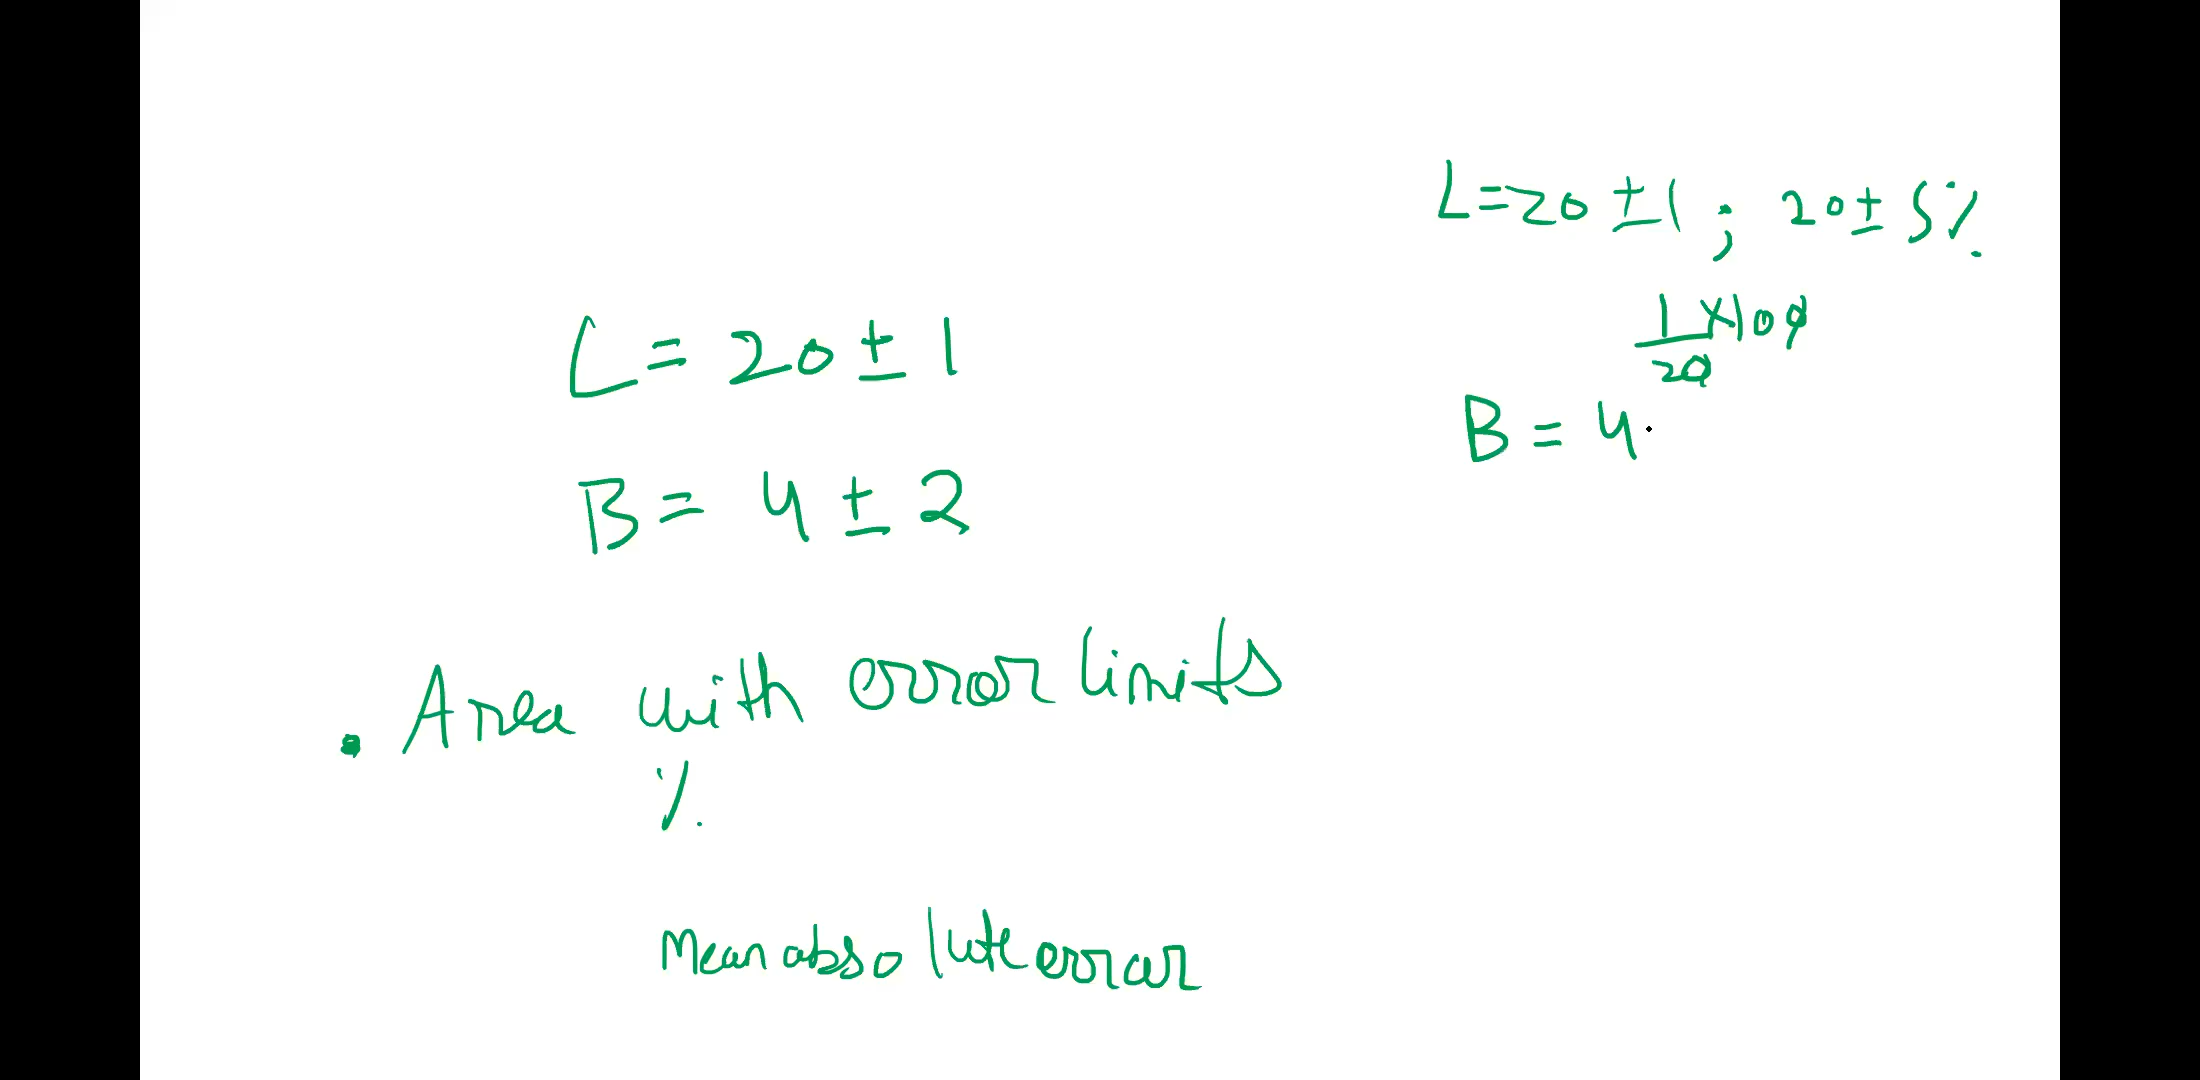 L = 20 ± 1 ; 20 ± 5%
1/20 × 100
B = 4
L = 20 ± 1
B = 4 ± 2
. Area with error limits
%
Mean absolute error